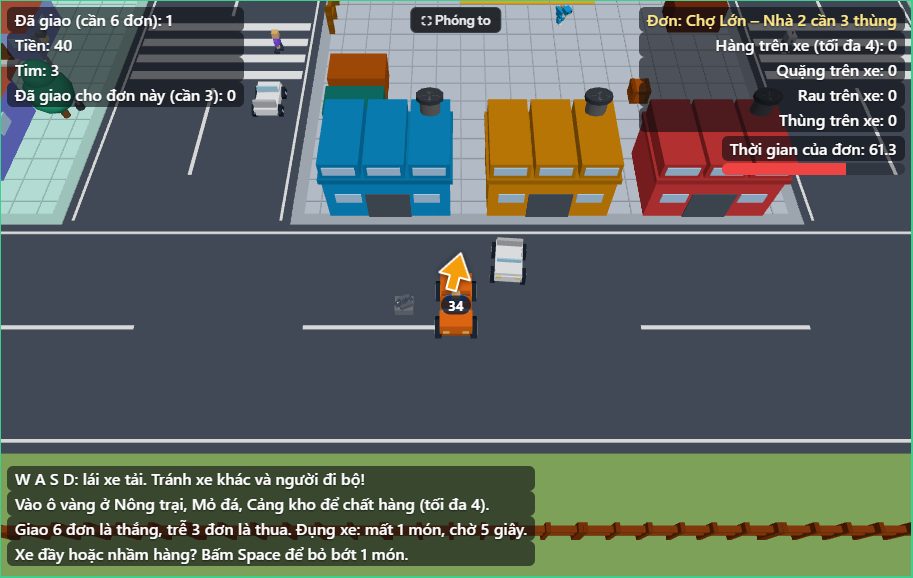 Đã giao (cần 6 đơn): 1
Tiền: 40
Tim: 3
Đã giao cho đơn này (cần 3): 0
Phóng to
Đơn: Chợ Lớn – Nhà 2 cần 3 thùng
Hàng trên xe (tối đa 4): 0
Quặng trên xe: 0
Rau trên xe: 0
Thùng trên xe: 0
Thời gian của đơn: 61.3
34
W A S D: lái xe tải. Tránh xe khác và người đi bộ!
Vào ô vàng ở Nông trại, Mỏ đá, Cảng kho để chất hàng (tối đa 4).
Giao 6 đơn là thắng, trễ 3 đơn là thua. Đụng xe: mất 1 món, chờ 5 giây.
Xe đầy hoặc nhầm hàng? Bấm Space để bỏ bớt 1 món.